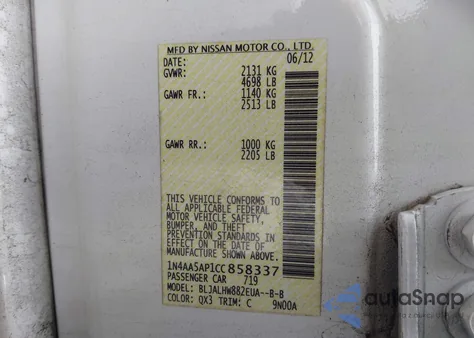 MFD BY NISSAN MOTOR CO., LTD.
DATE: 06/12
GVWR: 2131 KG
4698 LB
GAWR FR.: 1140 KG
2513 LB
GAWR RR.: 1000 KG
2205 LB
THIS VEHICLE CONFORMS TO
ALL APPLICABLE FEDERAL
MOTOR VEHICLE SAFETY,
BUMPER, AND THEFT
PREVENTION STANDARDS IN
EFFECT ON THE DATE OF
MANUFACTURE SHOWN ABOVE.
1N4AA5AP1CC858337
PASSENGER CAR 719
MODEL: BLJALHW882EUA--B-B
COLOR: QX3 TRIM: C 9N00A
autoSnap